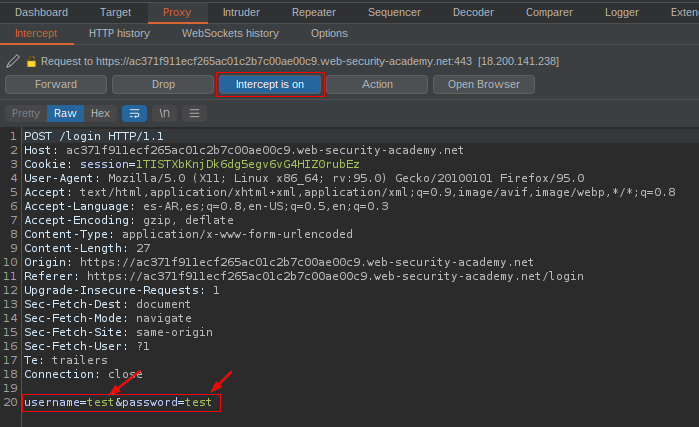 Dashboard Target Proxy Intruder Repeater Sequencer Decoder Comparer Logger Exten
Intercept HTTP history WebSockets history Options
Request to https://ac371f911ecf265ac01c2b7c00ae00c9.web-security-academy.net:443 [18.200.141.238]
Forward Drop Intercept is on Action Open Browser
Pretty Raw Hex \n
1 POST /login HTTP/1.1
2 Host: ac371f911ecf265ac01c2b7c00ae00c9.web-security-academy.net
3 Cookie: session=1TISTXbKnjDk6dg5egv6vG4HIZ0rubEz
4 User-Agent: Mozilla/5.0 (X11; Linux x86_64; rv:95.0) Gecko/20100101 Firefox/95.0
5 Accept: text/html,application/xhtml+xml,application/xml;q=0.9,image/avif,image/webp,*/*;q=0.8
6 Accept-Language: es-AR,es;q=0.8,en-US;q=0.5,en;q=0.3
7 Accept-Encoding: gzip, deflate
8 Content-Type: application/x-www-form-urlencoded
9 Content-Length: 27
10 Origin: https://ac371f911ecf265ac01c2b7c00ae00c9.web-security-academy.net
11 Referer: https://ac371f911ecf265ac01c2b7c00ae00c9.web-security-academy.net/login
12 Upgrade-Insecure-Requests: 1
13 Sec-Fetch-Dest: document
14 Sec-Fetch-Mode: navigate
15 Sec-Fetch-Site: same-origin
16 Sec-Fetch-User: ?1
17 Te: trailers
18 Connection: close
19
20 username=test&password=test